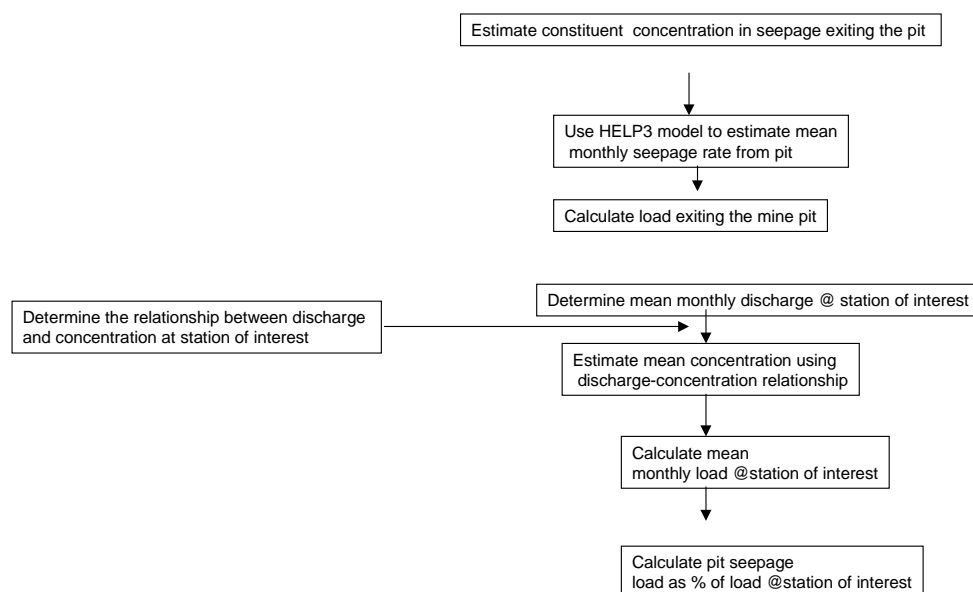 Estimate constituent concentration in seepage exiting the pit
Use HELP3 model to estimate mean
monthly seepage rate from pit
Calculate load exiting the mine pit
Determine mean monthly discharge @ station of interest
Determine the relationship between discharge
and concentration at station of interest
Estimate mean concentration using
discharge-concentration relationship
Calculate mean
monthly load @station of interest
Calculate pit seepage
load as % of load @station of interest